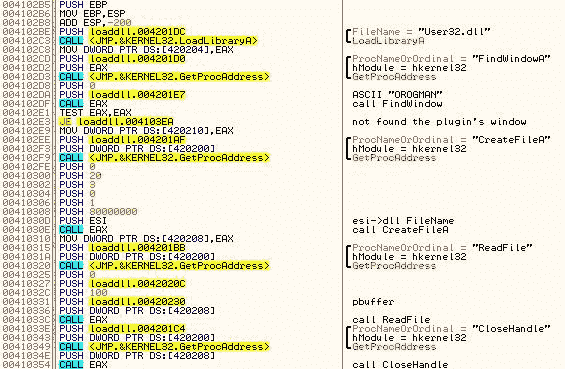 004102B5 PUSH EBP
004102B6 MOV EBP,ESP
004102B8 ADD ESP,-200
004102BE PUSH loaddll.004201DC FileName = "User32.dll"
004102C3 CALL <JMP.&KERNEL32.LoadLibraryA> LoadLibraryA
004102C8 MOV DWORD PTR DS:[420204],EAX
004102CD PUSH loaddll.004201D0 ProcNameOrOrdinal = "FindWindowA"
004102D2 PUSH EAX hModule = hkernel32
004102D3 CALL <JMP.&KERNEL32.GetProcAddress> GetProcAddress
004102D8 PUSH 0
004102DA PUSH loaddll.004201E7 ASCII "OROGMAN"
004102DF CALL EAX call FindWindow
004102E1 TEST EAX,EAX
004102E3 JE loaddll.004103EA not found the plugin's window
004102E9 MOV DWORD PTR DS:[420210],EAX
004102EE PUSH loaddll.004201AF ProcNameOrOrdinal = "CreateFileA"
004102F3 PUSH DWORD PTR DS:[420200] hModule = hkernel32
004102F9 CALL <JMP.&KERNEL32.GetProcAddress> GetProcAddress
004102FE PUSH 0
00410300 PUSH 20
00410302 PUSH 3
00410304 PUSH 0
00410306 PUSH 1
00410308 PUSH 80000000
0041030D PUSH ESI esi->dll FileName
0041030E CALL EAX call CreateFileA
00410310 MOV DWORD PTR DS:[420208],EAX
00410315 PUSH loaddll.004201BB ProcNameOrOrdinal = "ReadFile"
0041031A PUSH DWORD PTR DS:[420200] hModule = hkernel32
00410320 CALL <JMP.&KERNEL32.GetProcAddress> GetProcAddress
00410325 PUSH 0
00410327 PUSH loaddll.0042020C
0041032C PUSH 100
00410331 PUSH loaddll.00420230 pbuffer
00410336 PUSH DWORD PTR DS:[420208]
0041033C CALL EAX call ReadFile
0041033E PUSH loaddll.004201C4 ProcNameOrOrdinal = "CloseHandle"
00410343 PUSH DWORD PTR DS:[420200] hModule = hkernel32
00410349 CALL <JMP.&KERNEL32.GetProcAddress> GetProcAddress
0041034E PUSH DWORD PTR DS:[420208]
00410354 CALL EAX call CloseHandle